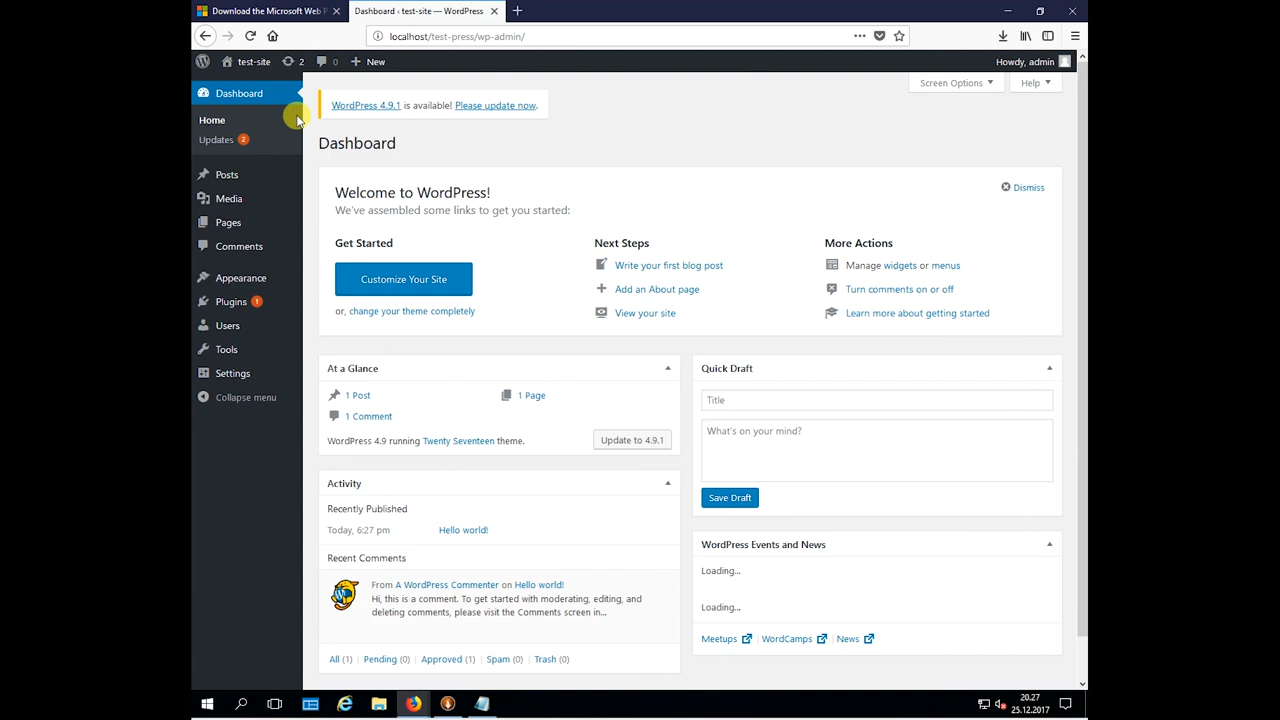 Download the Microsoft Web P
Dashboard ‹ test-site — WordPress
localhost/test-press/wp-admin/
test-site
2
0
New
Howdy, admin
Dashboard
Home
Updates 2
Posts
Media
Pages
Comments
Appearance
Plugins 1
Users
Tools
Settings
Collapse menu
Screen Options
Help
WordPress 4.9.1 is available! Please update now.
Dashboard
Welcome to WordPress!
We've assembled some links to get you started:
Dismiss
Get Started
Customize Your Site
or, change your theme completely
Next Steps
Write your first blog post
Add an About page
View your site
More Actions
Manage widgets or menus
Turn comments on or off
Learn more about getting started
At a Glance
1 Post
1 Page
1 Comment
WordPress 4.9 running Twenty Seventeen theme.
Update to 4.9.1
Activity
Recently Published
Today, 6:27 pm
Hello world!
Recent Comments
From A WordPress Commenter on Hello world!
Hi, this is a comment. To get started with moderating, editing, and
deleting comments, please visit the Comments screen in...
All (1) | Pending (0) | Approved (1) | Spam (0) | Trash (0)
Quick Draft
Title
What's on your mind?
Save Draft
WordPress Events and News
Loading...
Loading...
Meetups | WordCamps | News
20.27
25.12.2017